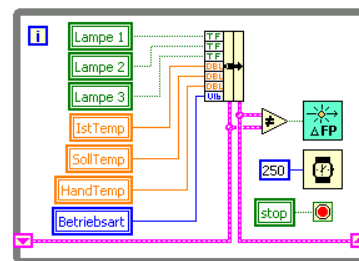 i
Lampe 1
TF
Lampe 2
TF
Lampe 3
TF
DBL
DBL
IstTemp
DBL
U16
SollTemp
≠
ΔFP
HandTemp
250
Betriebsart
stop